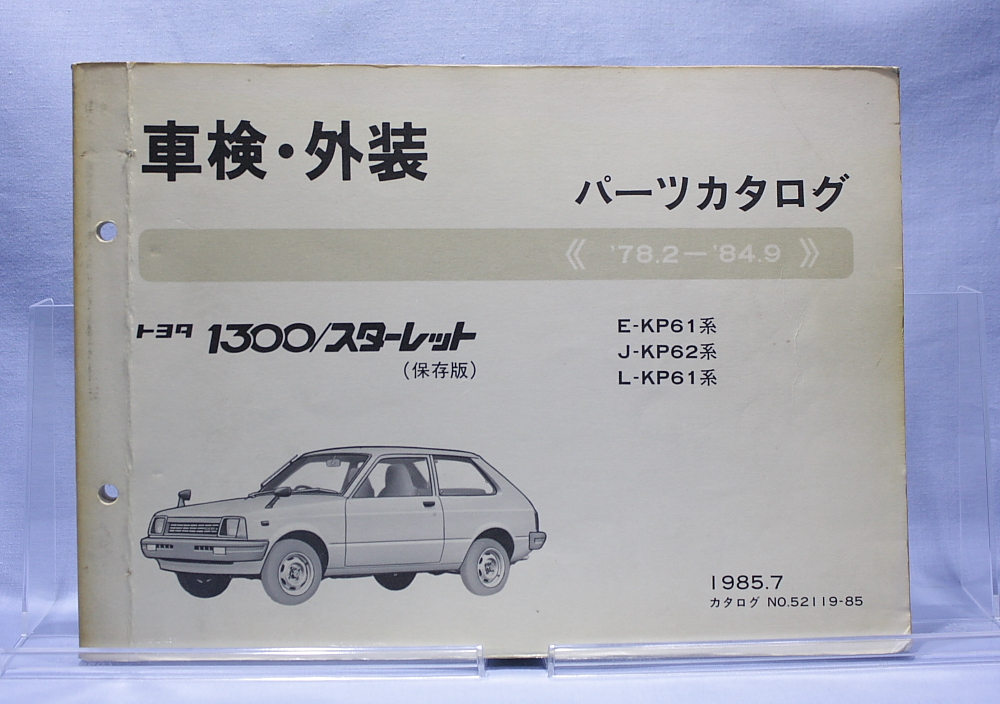 車検・外装
パーツカタログ
《 '78.2－'84.9 》
トヨタ 1300/スターレット
(保存版)
E-KP61系
J-KP62系
L-KP61系
1985.7
カタログ NO.52119-85